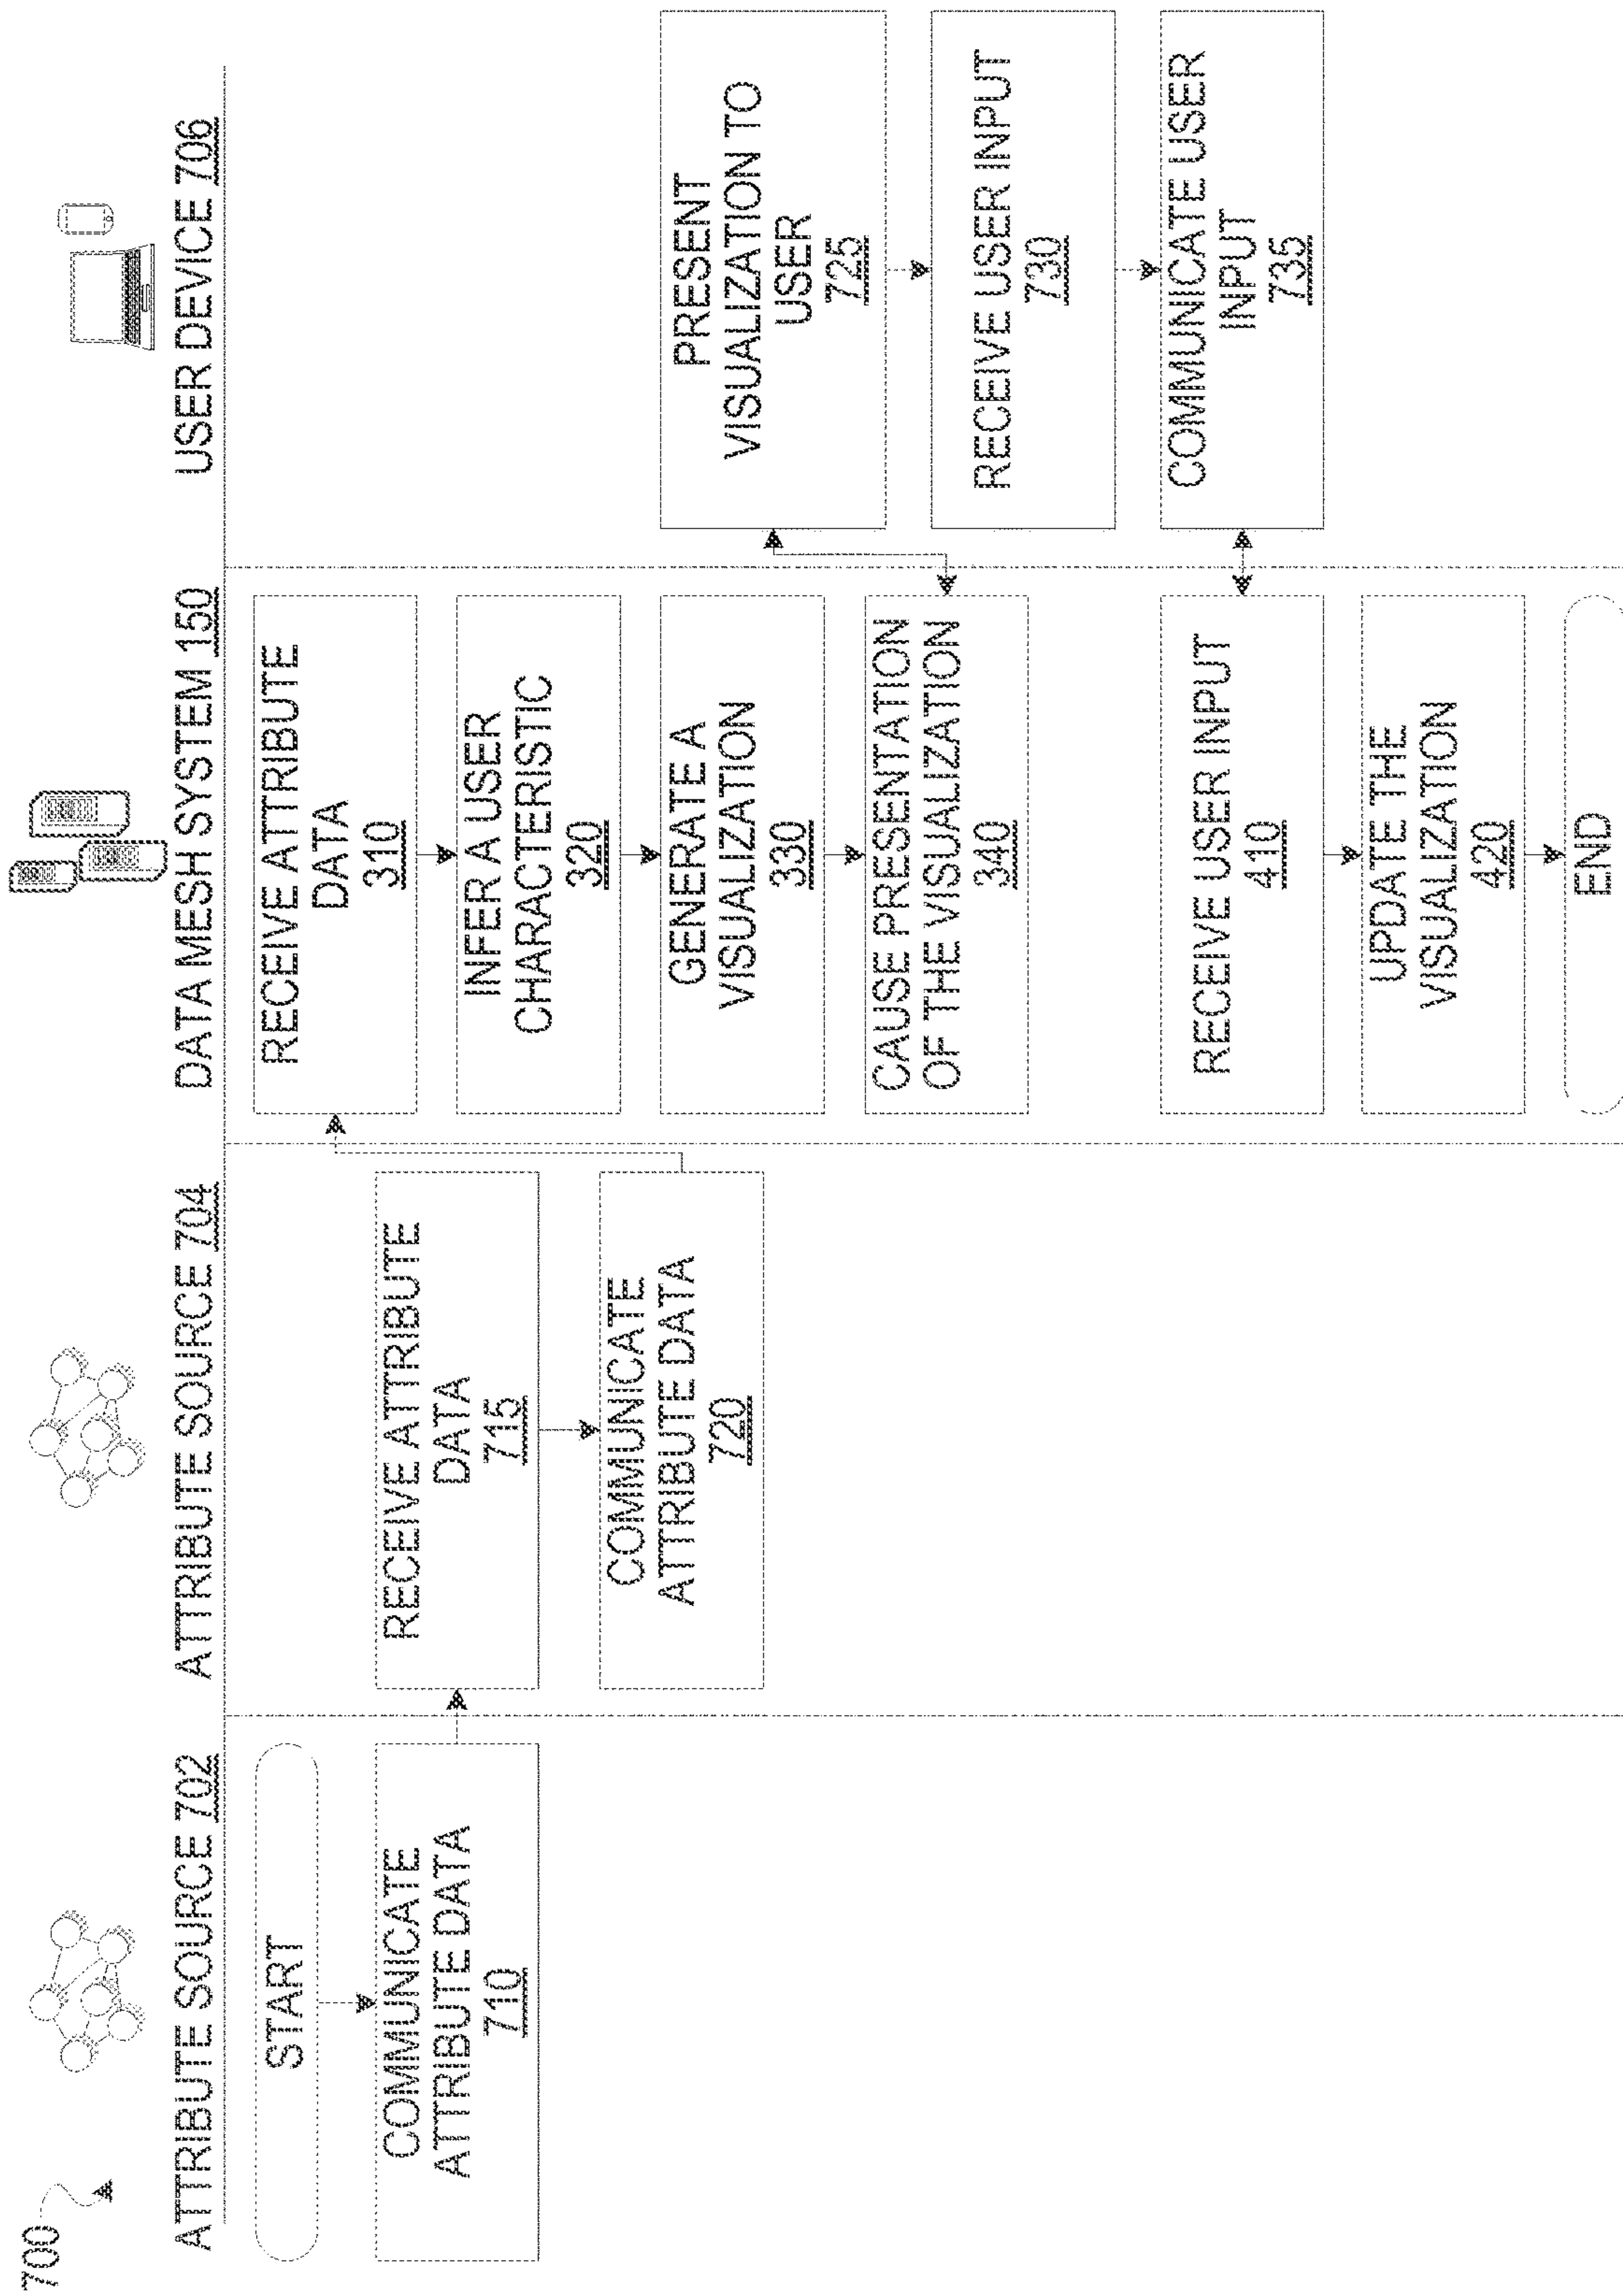 700
ATTRIBUTE SOURCE 702
START
COMMUNICATE
ATTRIBUTE DATA
710
ATTRIBUTE SOURCE 704
RECEIVE ATTRIBUTE
DATA
715
COMMUNICATE
ATTRIBUTE DATA
720
DATA MESH SYSTEM 150
RECEIVE ATTRIBUTE
DATA
310
INFER A USER
CHARACTERISTIC
320
GENERATE A
VISUALIZATION
330
CAUSE PRESENTATION
OF THE VISUALIZATION
340
RECEIVE USER INPUT
410
UPDATE THE
VISUALIZATION
420
END
USER DEVICE 706
PRESENT
VISUALIZATION TO
USER
725
RECEIVE USER INPUT
730
COMMUNICATE USER
INPUT
735